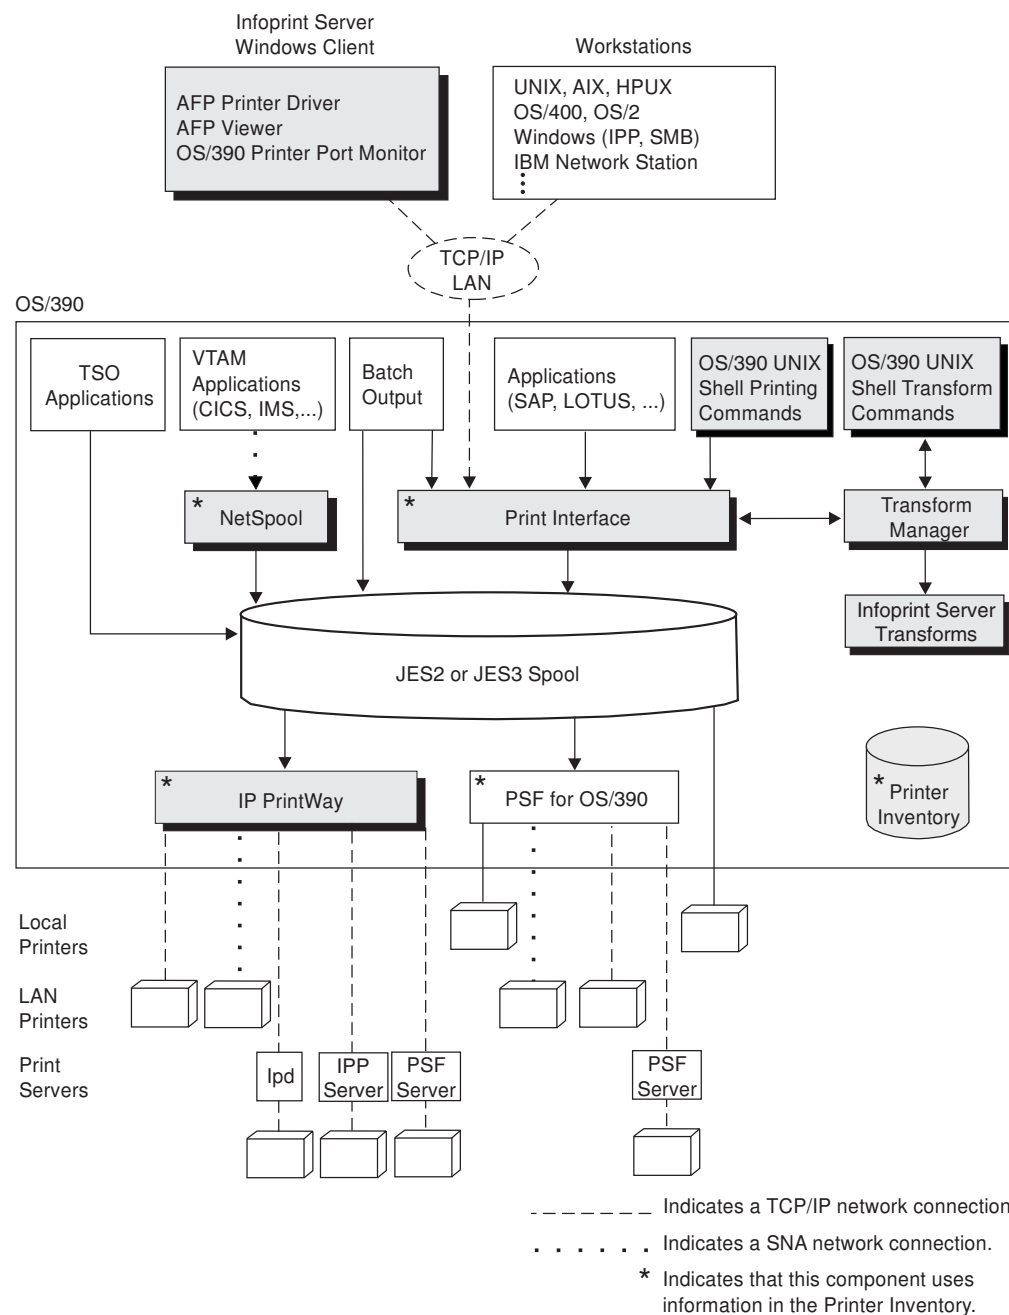 Infoprint Server
Windows Client
Workstations
AFP Printer Driver
AFP Viewer
OS/390 Printer Port Monitor
UNIX, AIX, HPUX
OS/400, OS/2
Windows (IPP, SMB)
IBM Network Station
TCP/IP
LAN
OS/390
TSO
Applications
VTAM
Applications
(CICS, IMS,...)
Batch
Output
Applications
(SAP, LOTUS, ...)
OS/390 UNIX
Shell Printing
Commands
OS/390 UNIX
Shell Transform
Commands
* NetSpool
* Print Interface
Transform
Manager
Infoprint Server
Transforms
JES2 or JES3 Spool
* IP PrintWay
* PSF for OS/390
* Printer
Inventory
Local
Printers
LAN
Printers
Print
Servers
lpd
IPP
Server
PSF
Server
PSF
Server
Indicates a TCP/IP network connection
Indicates a SNA network connection.
* Indicates that this component uses
information in the Printer Inventory.